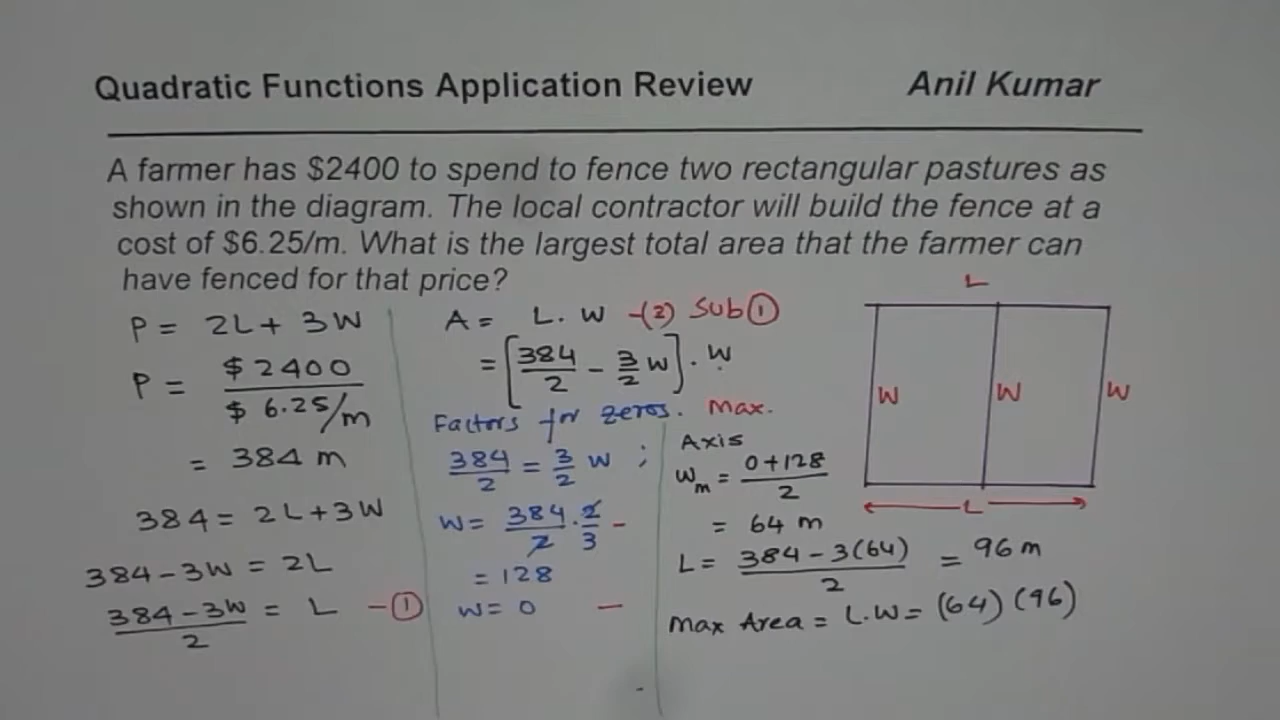 Quadratic Functions Application Review Anil Kumar
A farmer has $2400 to spend to fence two rectangular pastures as
shown in the diagram. The local contractor will build the fence at a
cost of $6.25/m. What is the largest total area that the farmer can
have fenced for that price?
P = 2L + 3W
P = $2400 / $6.25/m
= 384 m
384 = 2L + 3W
384 - 3W = 2L
(384 - 3W)/2 = L - ①
A = L. W -(2) Sub ①
= [384/2 - 3/2 W] . W
Factors for zeros. Max.
384/2 = 3/2 W ;
W = 384/2 . 2/3 -
= 128
W = 0 -
Axis
Wm = (0 + 128)/2
= 64 m
L = (384 - 3(64))/2 = 96 m
Max Area = L.W = (64) (96)
L
W W W
L